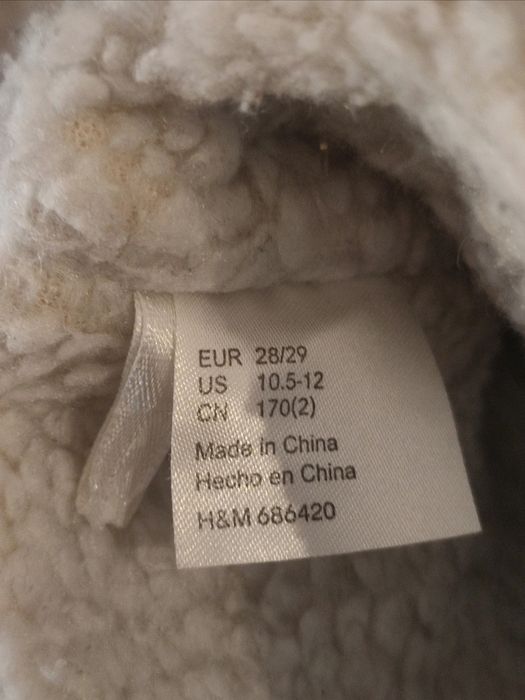 EUR 28/29
US 10.5-12
CN 170(2)
Made in China
Hecho en China
H&M 686420